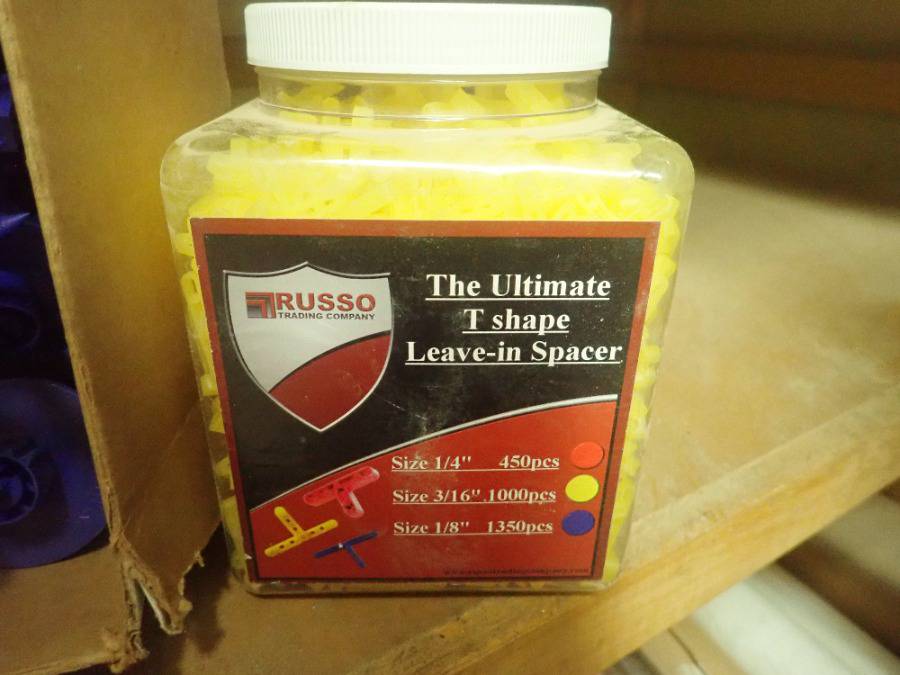 RUSSO
TRADING COMPANY
The Ultimate
T shape
Leave-in Spacer
Size 1/4" 450pcs
Size 3/16" 1000pcs
Size 1/8" 1350pcs